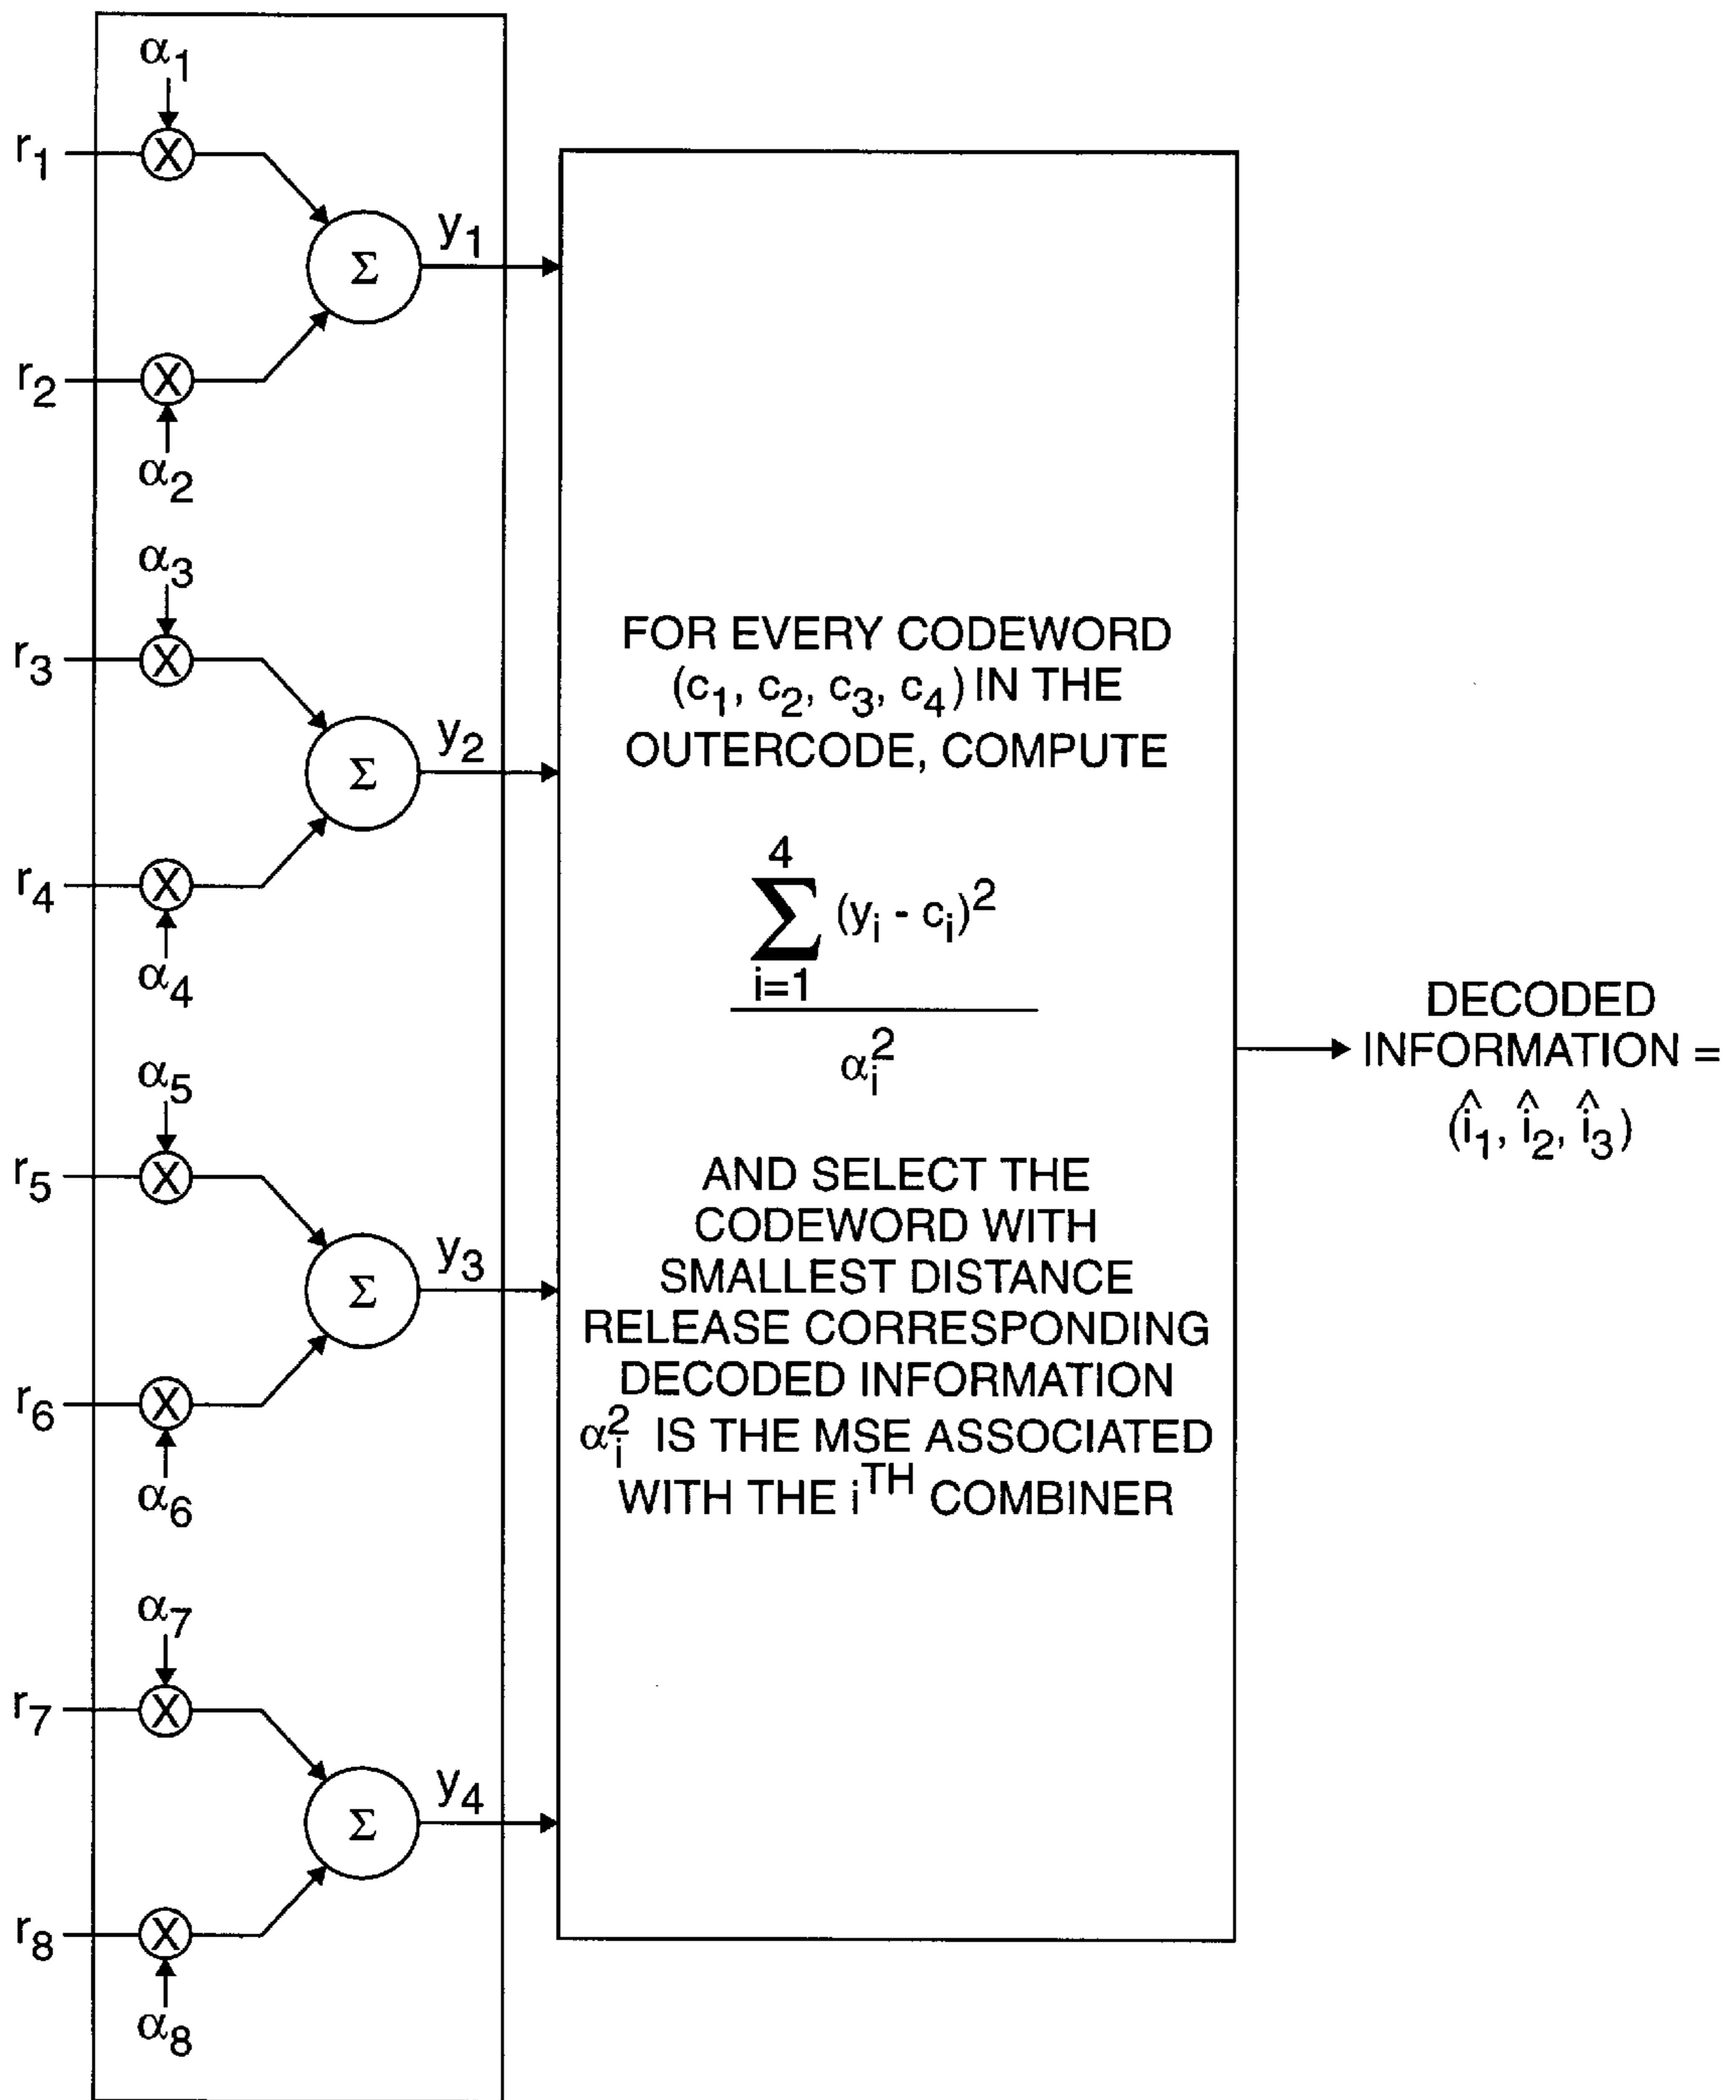 α1
r1 X
Σ y1
r2 X
α2
α3
r3 X
Σ y2
r4 X
α4
α5
r5 X
Σ y3
r6 X
α6
α7
r7 X
Σ y4
r8 X
α8
FOR EVERY CODEWORD
(c1, c2, c3, c4) IN THE
OUTERCODE, COMPUTE
4
∑ (yi - ci)2
i=1
αi2
AND SELECT THE
CODEWORD WITH
SMALLEST DISTANCE
RELEASE CORRESPONDING
DECODED INFORMATION
αi2 IS THE MSE ASSOCIATED
WITH THE iTH COMBINER
DECODED
INFORMATION =
(î1, î2, î3)